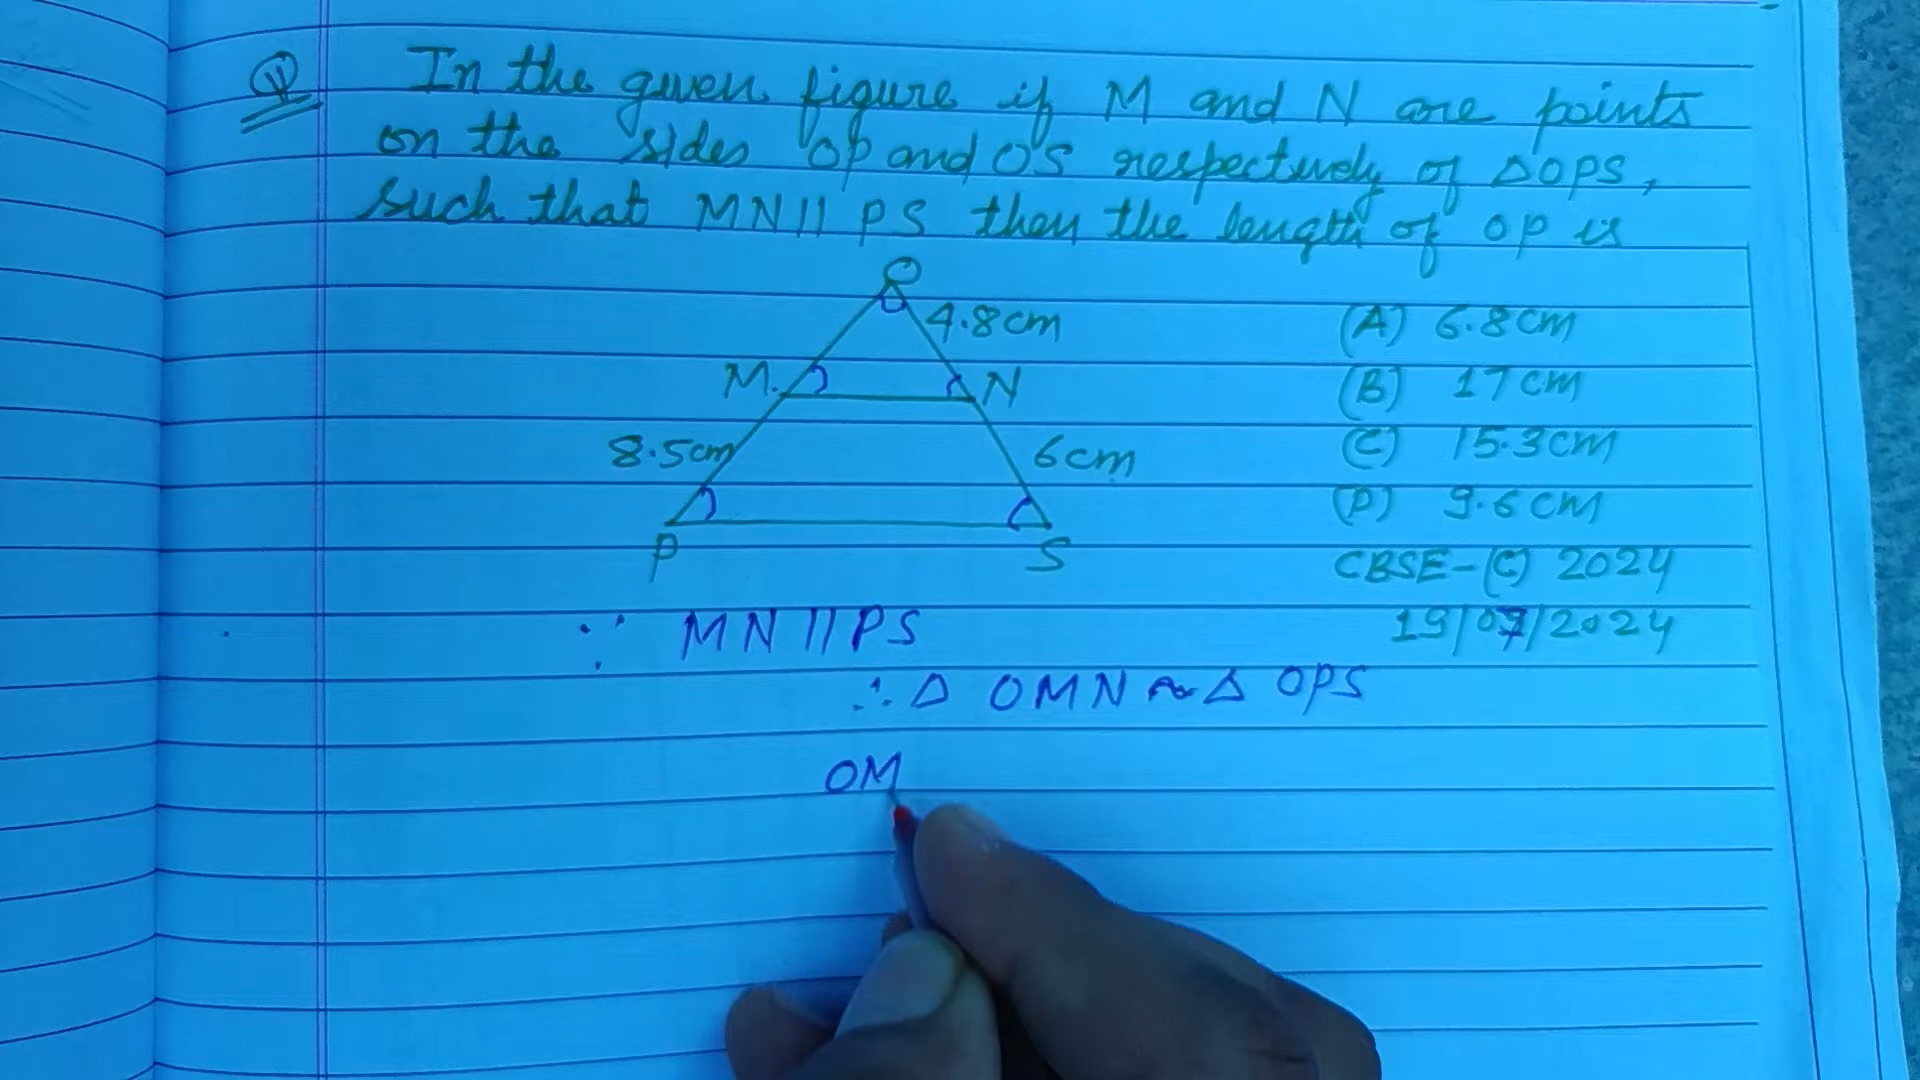 Q In the given figure if M and N are points
on the sides OP and OS respectively of △OPS,
such that MN||PS then the length of OP is
O
4.8cm
M.
N
8.5cm
6cm
P
S
(A) 6.8cm
(B) 17cm
(C) 15.3cm
(D) 9.6cm
CBSE-(C) 2024
19/07/2024
∵ MN||PS
∴ △ OMN ~ △ OPS
OM